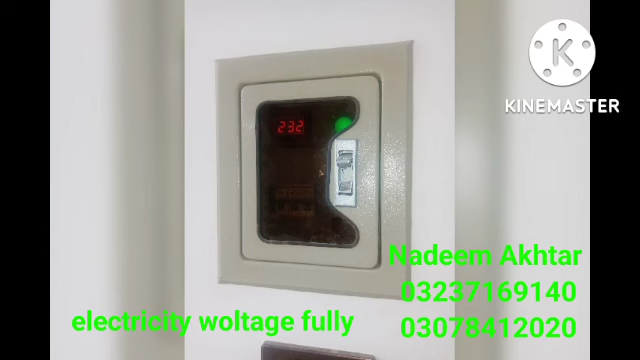 KINEMASTER
232
Nadeem Akhtar
03237169140
electricity woltage fully
03078412020